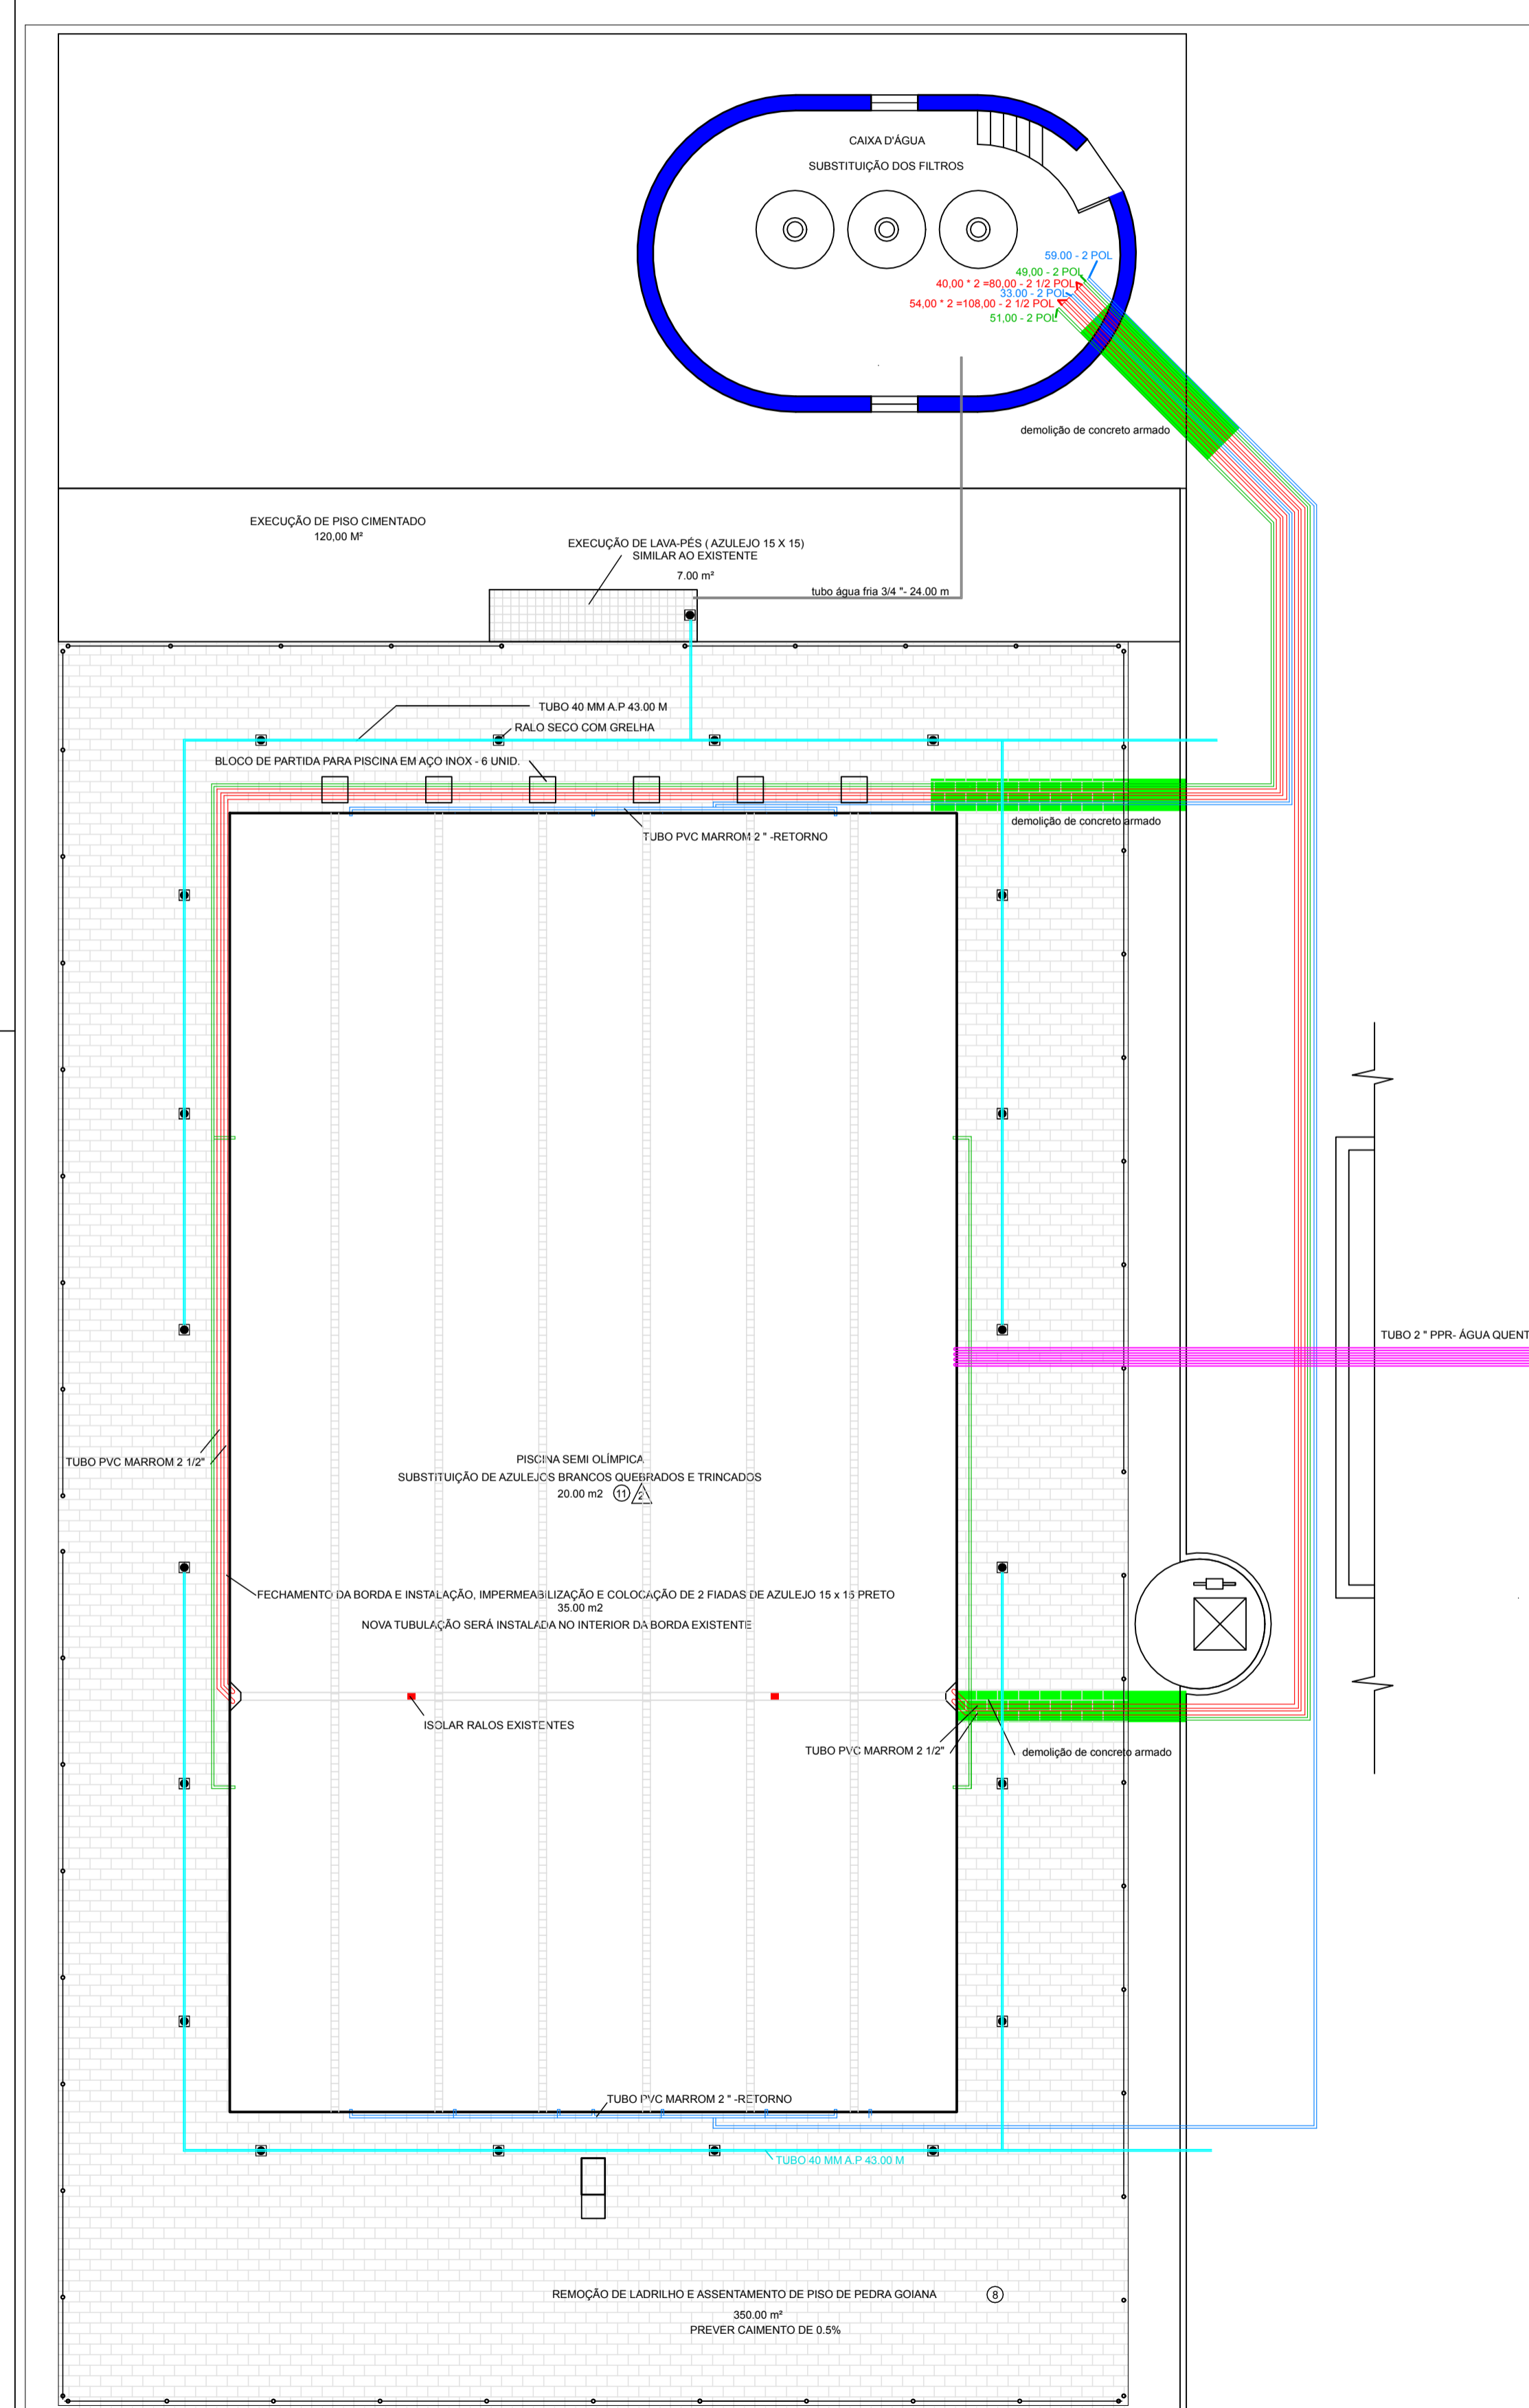 CAIXA D'ÁGUA
SUBSTITUIÇÃO DOS FILTROS
59.00 - 2 POL
49,00 - 2 POL
40,00 * 2 =80,00 - 2 1/2 POL
33.00 - 2 POL
54,00 * 2 =108,00 - 2 1/2 POL
51,00 - 2 POL
demolição de concreto armado
EXECUÇÃO DE PISO CIMENTADO
120,00 M²
EXECUÇÃO DE LAVA-PÉS ( AZULEJO 15 X 15)
SIMILAR AO EXISTENTE
7.00 m²
tubo água fria 3/4 "- 24.00 m
TUBO 40 MM A.P 43.00 M
RALO SECO COM GRELHA
BLOCO DE PARTIDA PARA PISCINA EM AÇO INOX - 6 UNID.
demolição de concreto armado
TUBO PVC MARROM 2 " -RETORNO
TUBO 2 " PPR- ÁGUA QUENT
TUBO PVC MARROM 2 1/2"
PISCINA SEMI OLÍMPICA
SUBSTITUIÇÃO DE AZULEJOS BRANCOS QUEBRADOS E TRINCADOS
20.00 m2 11 2
FECHAMENTO DA BORDA E INSTALAÇÃO, IMPERMEABILIZAÇÃO E COLOCAÇÃO DE 2 FIADAS DE AZULEJO 15 x 15 PRETO
35.00 m2
NOVA TUBULAÇÃO SERÁ INSTALADA NO INTERIOR DA BORDA EXISTENTE
ISOLAR RALOS EXISTENTES
TUBO PVC MARROM 2 1/2"
demolição de concreto armado
TUBO PVC MARROM 2 " -RETORNO
TUBO 40 MM A.P 43.00 M
REMOÇÃO DE LADRILHO E ASSENTAMENTO DE PISO DE PEDRA GOIANA 8
350.00 m²
PREVER CAIMENTO DE 0.5%